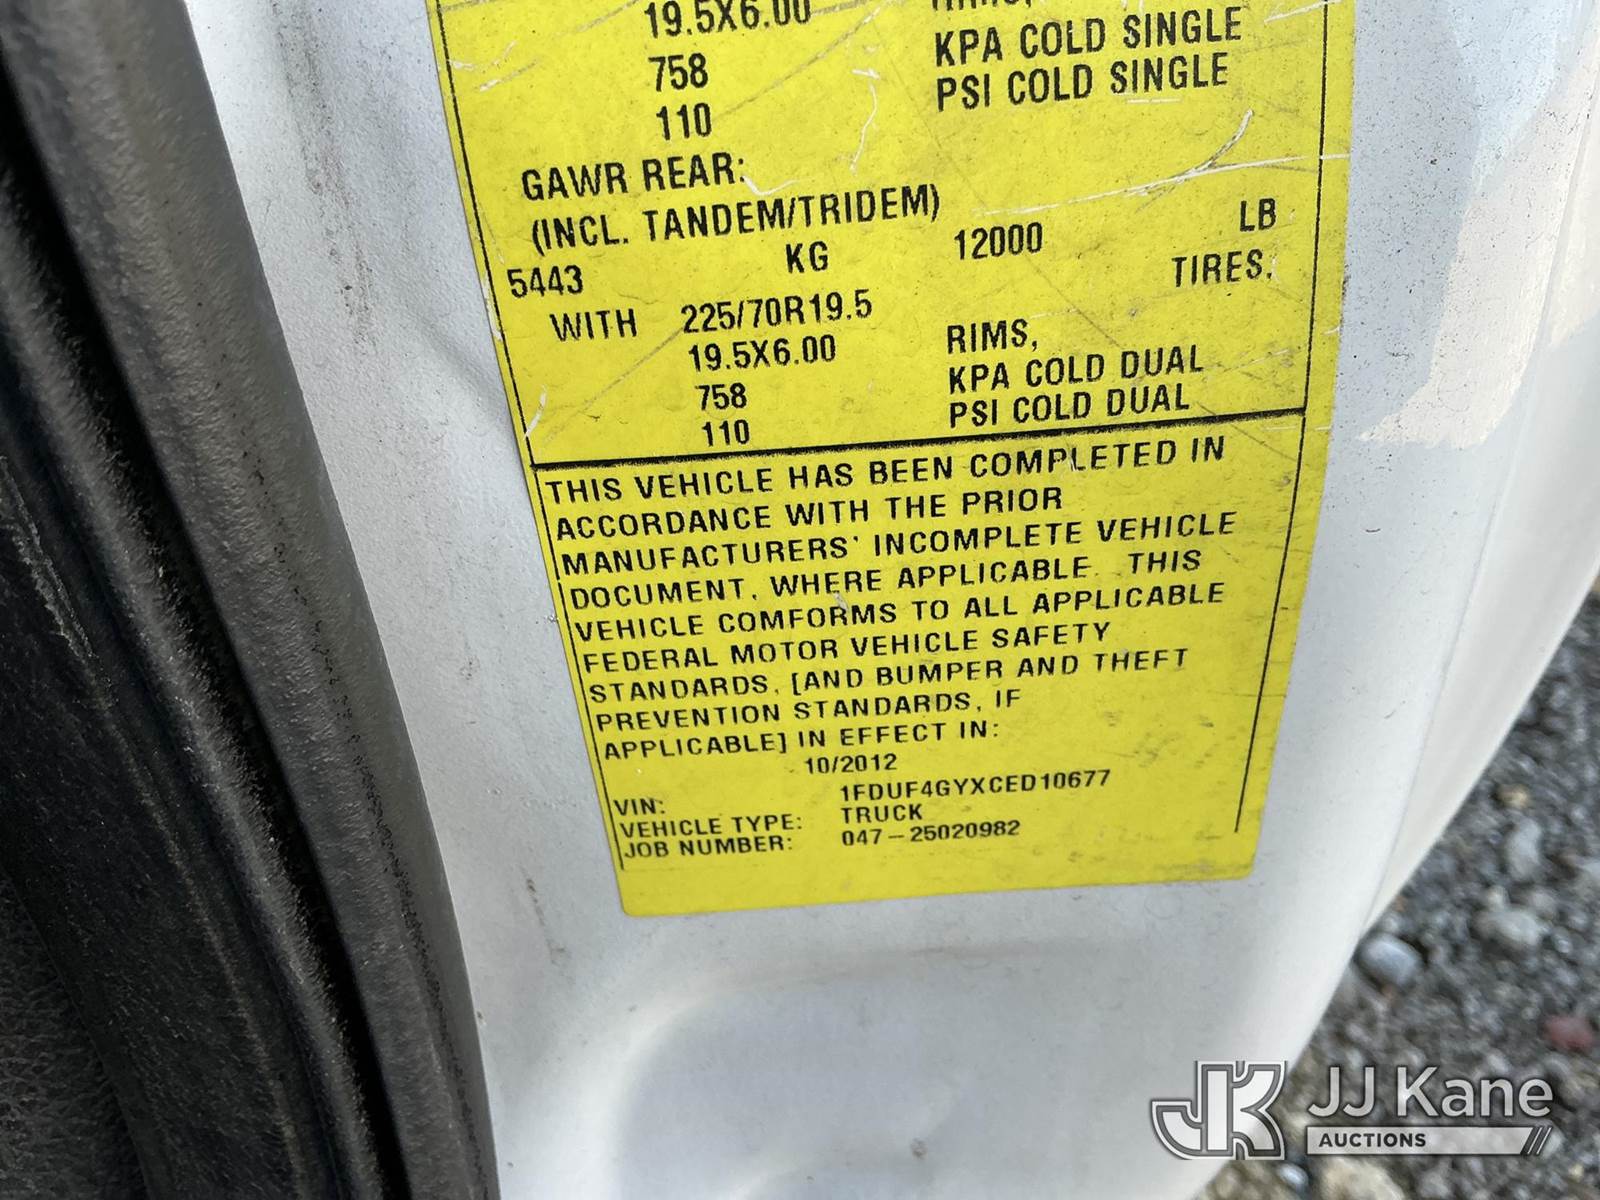 19.5X6.00 RIMS,
758 KPA COLD SINGLE
110 PSI COLD SINGLE
GAWR REAR:
(INCL. TANDEM/TRIDEM)
5443 KG 12000 LB
WITH 225/70R19.5 TIRES,
19.5X6.00 RIMS,
758 KPA COLD DUAL
110 PSI COLD DUAL
THIS VEHICLE HAS BEEN COMPLETED IN
ACCORDANCE WITH THE PRIOR
MANUFACTURERS' INCOMPLETE VEHICLE
DOCUMENT, WHERE APPLICABLE. THIS
VEHICLE COMFORMS TO ALL APPLICABLE
FEDERAL MOTOR VEHICLE SAFETY
STANDARDS, [AND BUMPER AND THEFT
PREVENTION STANDARDS, IF
APPLICABLE] IN EFFECT IN:
10/2012
VIN: 1FDUF4GYXCED10677
VEHICLE TYPE: TRUCK
JOB NUMBER: 047-25020982
JK JJ Kane
AUCTIONS